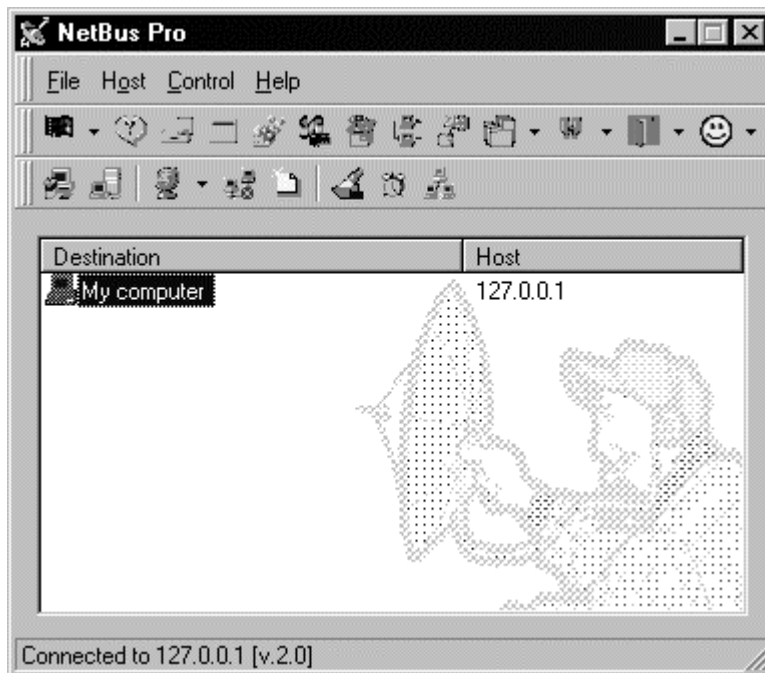 NetBus Pro
File Host Control Help
Destination Host
My computer 127.0.0.1
Connected to 127.0.0.1 [v.2.0]